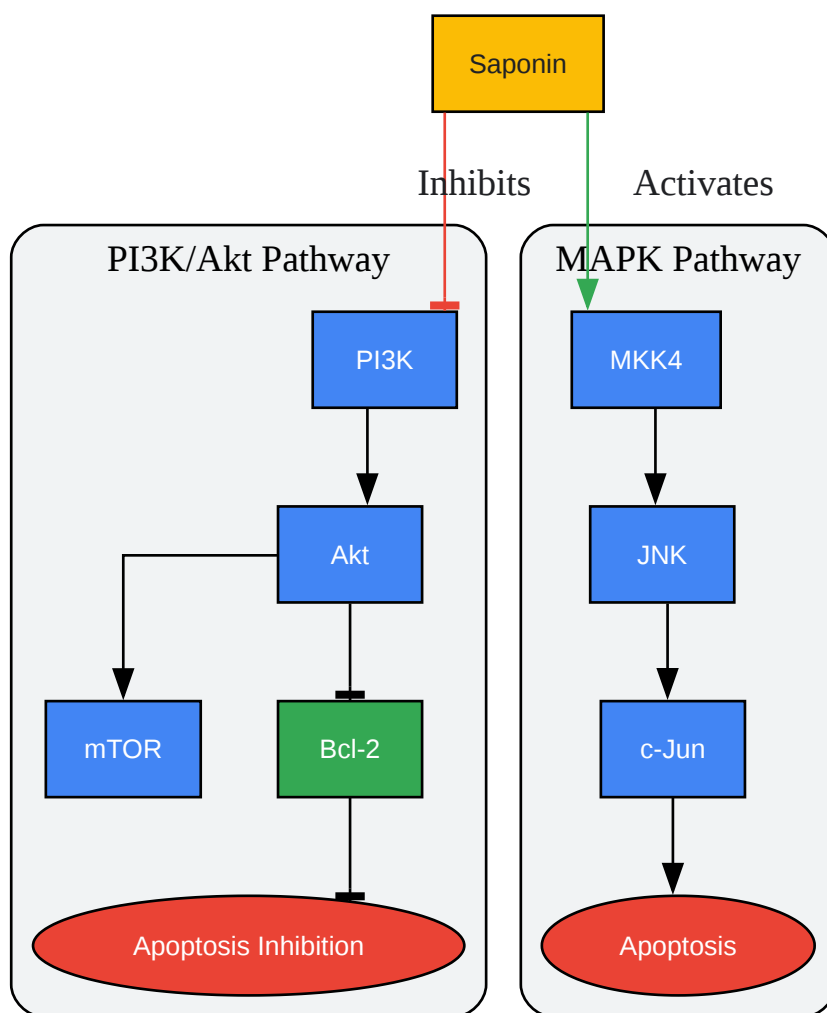 Saponin
Inhibits
Activates
PI3K/Akt Pathway
MAPK Pathway
PI3K
MKK4
Akt
JNK
mTOR
Bcl-2
c-Jun
Apoptosis Inhibition
Apoptosis